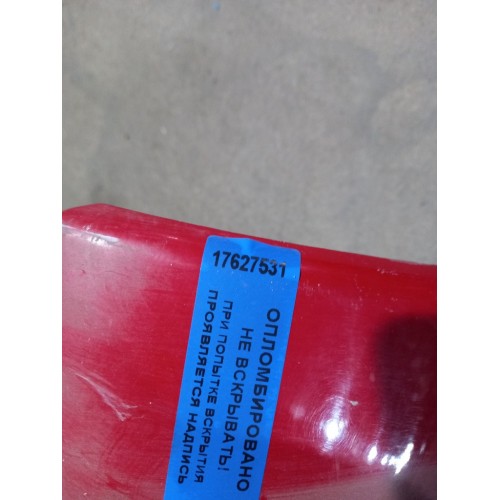 17627531
ОПЛОМБИРОВАНО
НЕ ВСКРЫВАТЬ!
ПРИ ПОПЫТКЕ ВСКРЫТИЯ
ПРОЯВЛЯЕТСЯ НАДПИСЬ